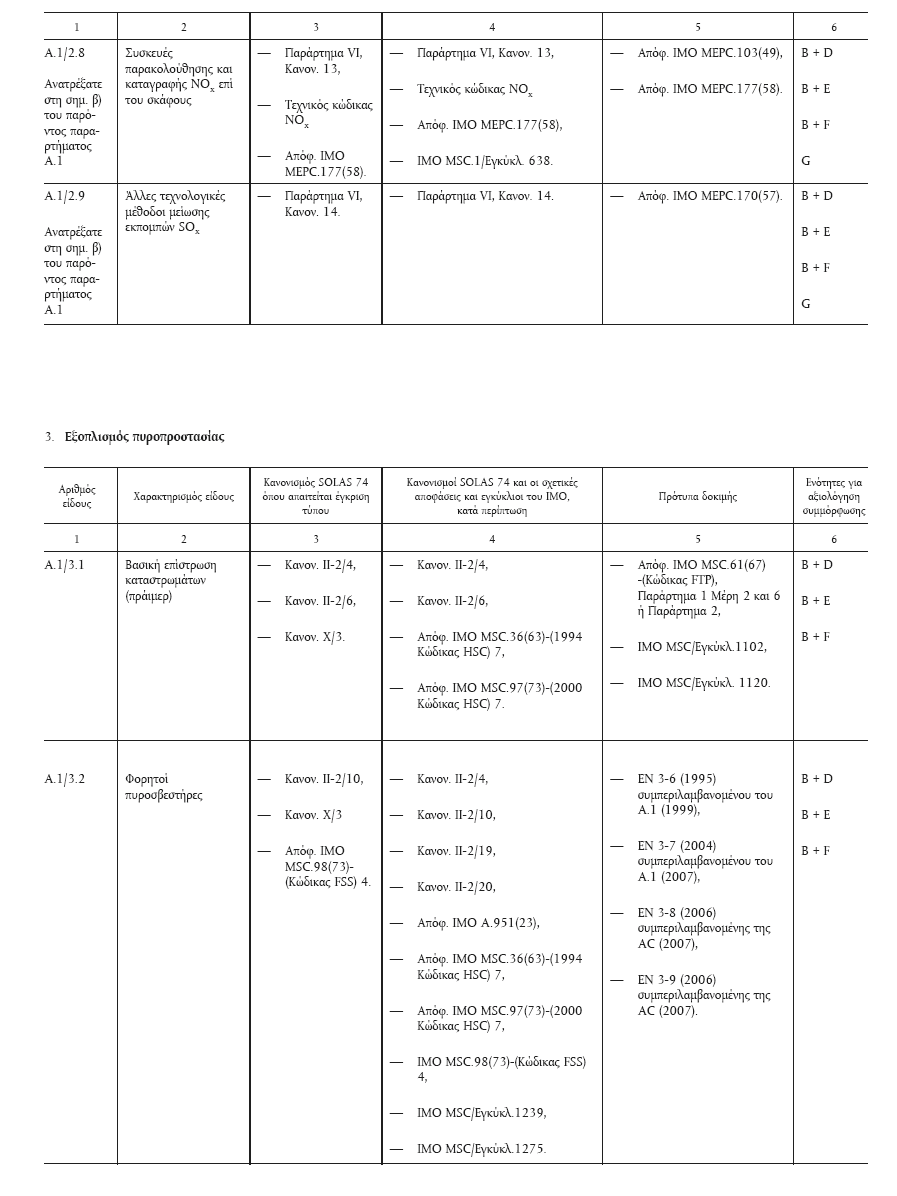 1
2
3
4
5
6
A.1/2.8
Ανατρέξατε
στη σημ. β)
του παρό-
ντος παρα-
ρτήματος
A.1
Συσκευές
παρακολούθησης και
καταγραφής NOx επί
του σκάφους
— Παράρτημα VI,
Κανον. 13,
— Τεχνικός κώδικας
NOx
— Απόφ. IMO
MEPC.177(58).
— Παράρτημα VI, Κανον. 13,
— Τεχνικός κώδικας NOx
— Απόφ. IMO MEPC.177(58),
— IMO MSC.1/Εγκύκλ. 638.
— Απόφ. IMO MEPC.103(49),
— Απόφ. IMO MEPC.177(58).
B + D
B + E
B + F
G
A.1/2.9
Ανατρέξατε
στη σημ. β)
του παρό-
ντος παρα-
ρτήματος
A.1
Άλλες τεχνολογικές
μέθοδοι μείωσης
εκπομπών SOx
— Παράρτημα VI,
Κανον. 14.
— Παράρτημα VI, Κανον. 14.
— Απόφ. IMO MEPC.170(57).
B + D
B + E
B + F
G
3. Εξοπλισμός πυροπροστασίας
Αριθμός
είδους
Χαρακτηρισμός είδους
Κανονισμός SOLAS 74
όπου απαιτείται έγκριση
τύπου
Κανονισμοί SOLAS 74 και οι σχετικές
αποφάσεις και εγκύκλιοι του IMO,
κατά περίπτωση
Πρότυπα δοκιμής
Ενότητες για
αξιολόγηση
συμμόρφωσης
1
2
3
4
5
6
A.1/3.1
Βασική επίστρωση
καταστρωμάτων
(πράιμερ)
— Κανον. II-2/4,
— Κανον. II-2/6,
— Κανον. X/3.
— Κανον. II-2/4,
— Κανον. II-2/6,
— Απόφ. IMO MSC.36(63)-(1994
Κώδικας HSC) 7,
— Απόφ. IMO MSC.97(73)-(2000
Κώδικας HSC) 7.
— Απόφ. IMO MSC.61(67)
-(Κώδικας FTP),
Παράρτημα 1 Μέρη 2 και 6
ή Παράρτημα 2,
— IMO MSC/Εγκύκλ.1102,
— IMO MSC/Εγκύκλ. 1120.
B + D
B + E
B + F
A.1/3.2
Φορητοί
πυροσβεστήρες
— Κανον. II-2/10,
— Κανον. X/3
— Απόφ. IMO
MSC.98(73)-
(Κώδικας FSS) 4.
— Κανον. II-2/4,
— Κανον. II-2/10,
— Κανον. II-2/19,
— Κανον. II-2/20,
— Απόφ. IMO A.951(23),
— Απόφ. IMO MSC.36(63)-(1994
Κώδικας HSC) 7,
— Απόφ. IMO MSC.97(73)-(2000
Κώδικας HSC) 7,
— IMO MSC.98(73)-(Κώδικας FSS)
4,
— IMO MSC/Εγκύκλ.1239,
— IMO MSC/Εγκύκλ.1275.
— EN 3-6 (1995)
συμπεριλαμβανομένου του
A.1 (1999),
— EN 3-7 (2004)
συμπεριλαμβανομένου του
A.1 (2007),
— EN 3-8 (2006)
συμπεριλαμβανομένης της
AC (2007),
— EN 3-9 (2006)
συμπεριλαμβανομένης της
AC (2007).
B + D
B + E
B + F